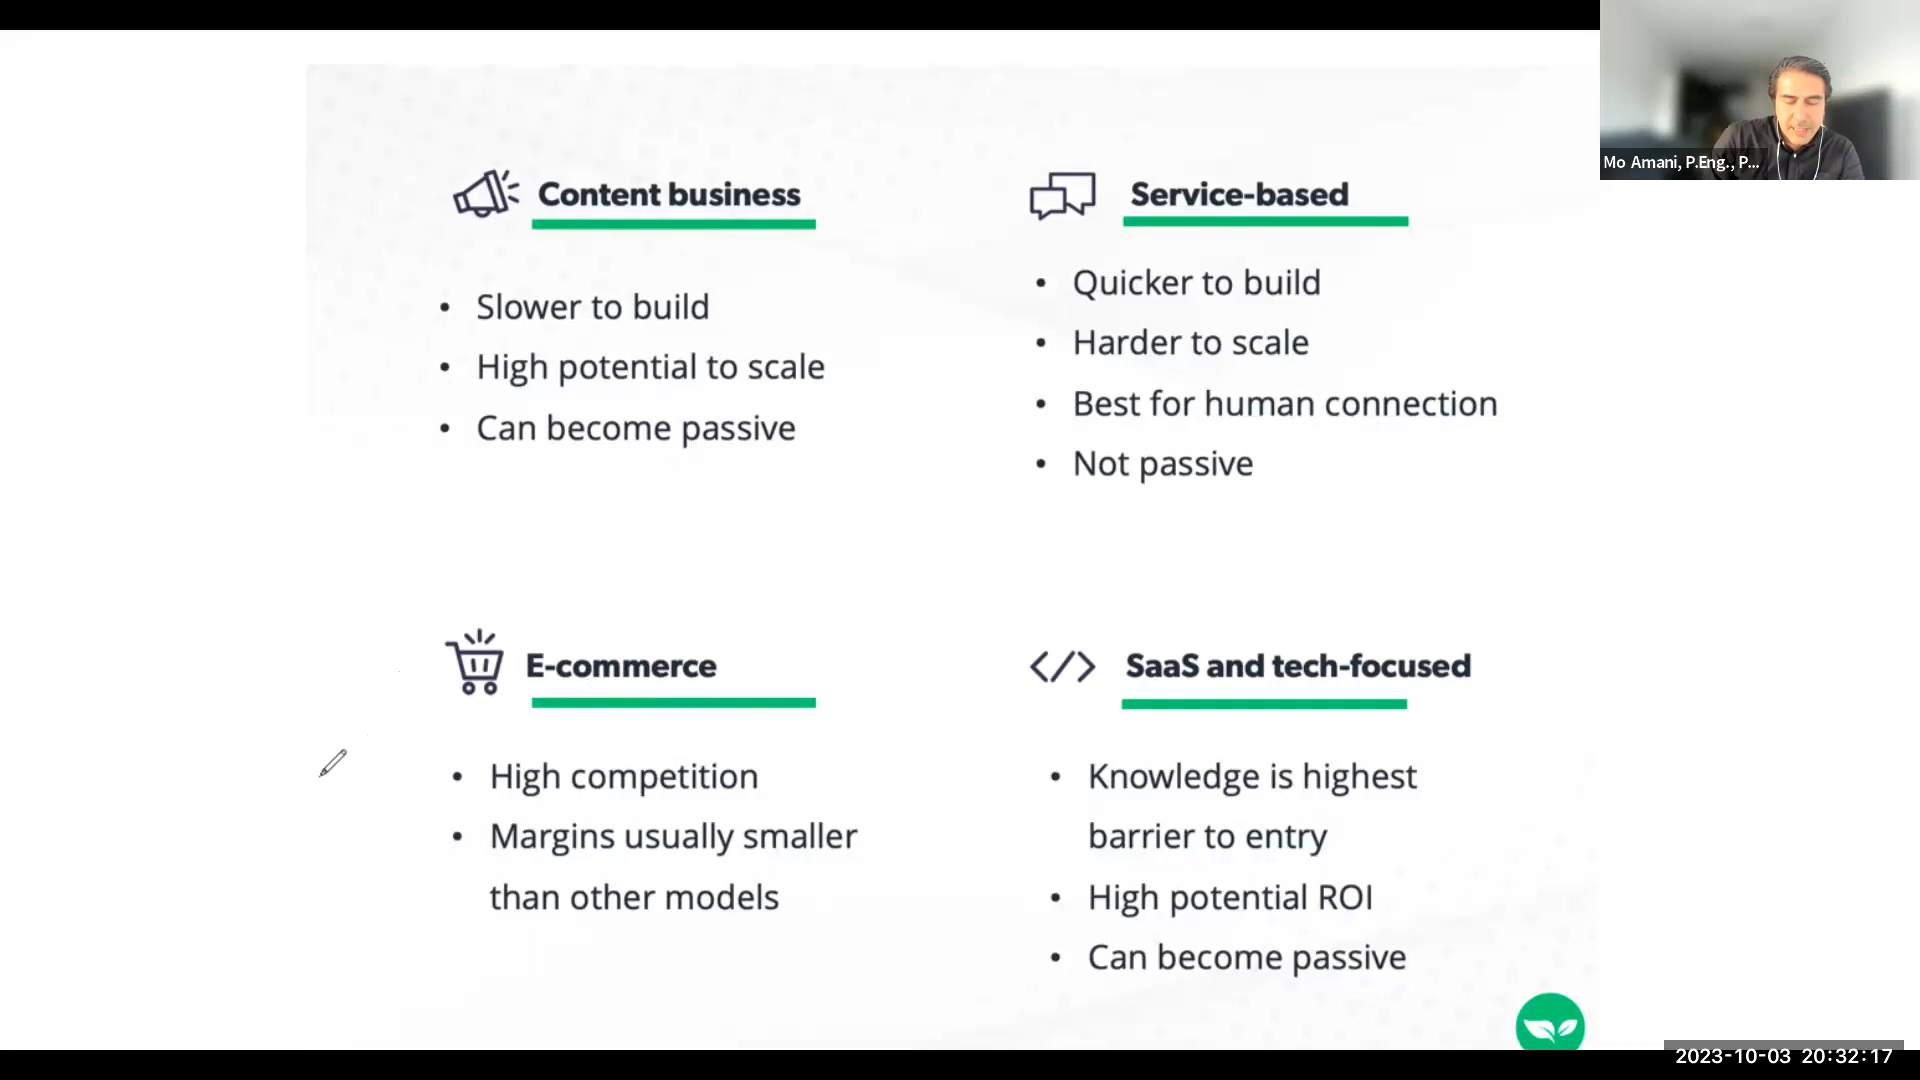 Mo Amani, P.Eng., P...
Content business
• Slower to build
• High potential to scale
• Can become passive
Service-based
• Quicker to build
• Harder to scale
• Best for human connection
• Not passive
E-commerce
• High competition
• Margins usually smaller
than other models
</> SaaS and tech-focused
• Knowledge is highest
barrier to entry
• High potential ROI
• Can become passive
2023-10-03 20:32:17